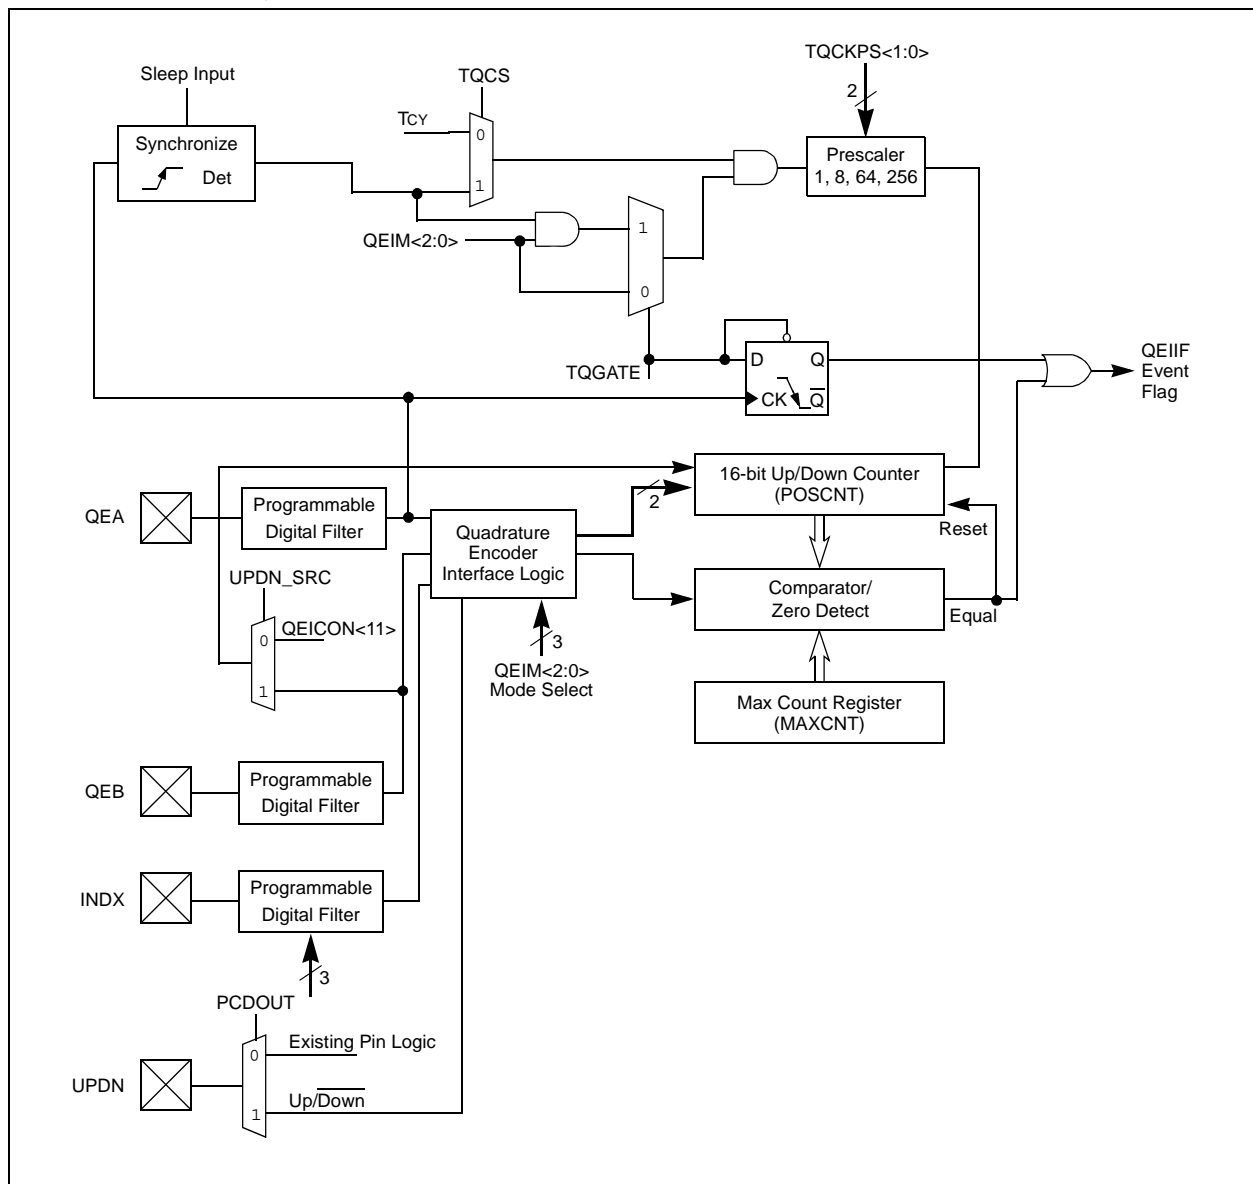 TQCKPS<1:0>
Sleep Input
TQCS
2
TCY
0
Synchronize
Det
1
Prescaler
1, 8, 64, 256
QEIM<2:0>
1
0
TQGATE
D
Q
CK
Q
QEIIF
Event
Flag
16-bit Up/Down Counter
(POSCNT)
2
QEA
Programmable
Digital Filter
Quadrature
Encoder
Interface Logic
Reset
UPDN_SRC
0
QEICON<11>
1
Comparator/
Zero Detect
Equal
3
QEIM<2:0>
Mode Select
Max Count Register
(MAXCNT)
QEB
Programmable
Digital Filter
INDX
Programmable
Digital Filter
3
PCDOUT
0
Existing Pin Logic
UPDN
1
Up/Down